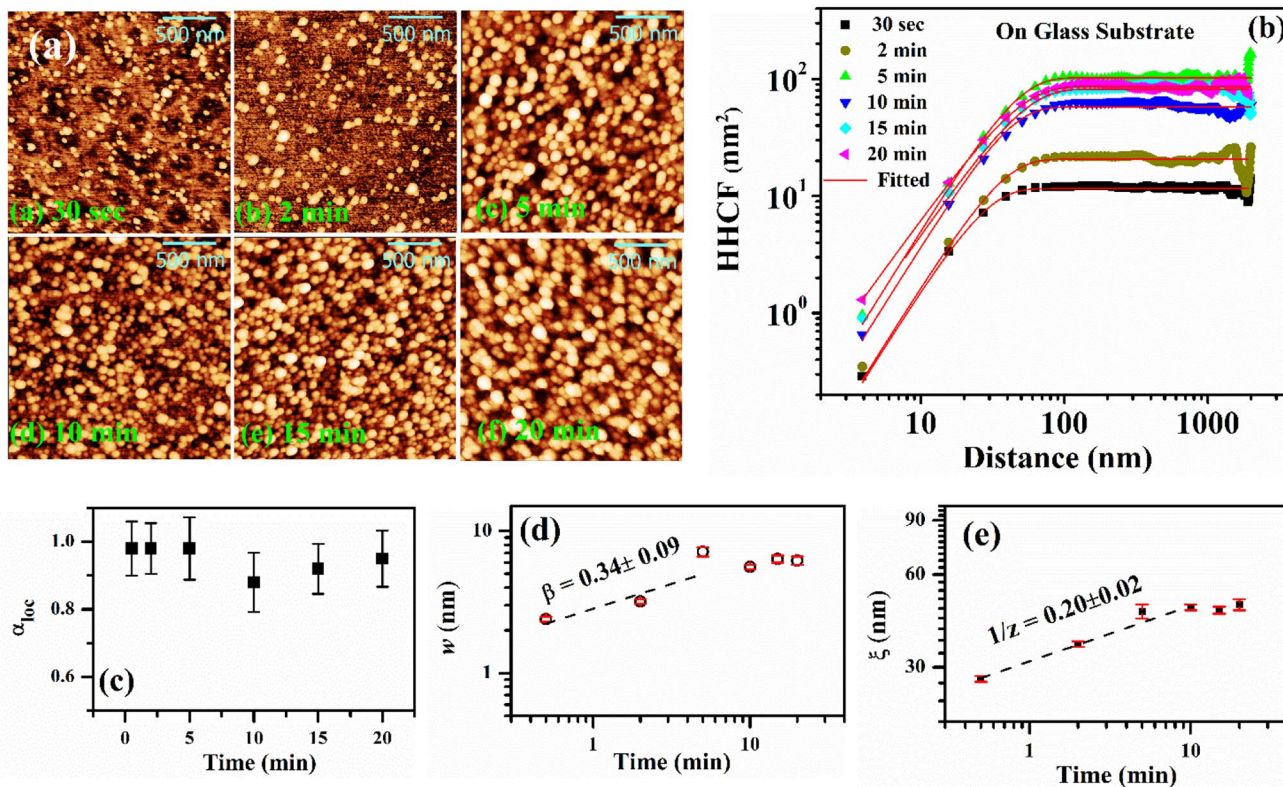 (a)
500 nm
(a) 30 sec
500 nm
(b) 2 min
500 nm
(c) 5 min
500 nm
(d) 10 min
500 nm
(e) 15 min
500 nm
(f) 20 min
(b)
On Glass Substrate
30 sec
2 min
5 min
10 min
15 min
20 min
Fitted
HHCF (nm²)
10²
10¹
10⁰
10
100
1000
Distance (nm)
(c)
α_loc
1.0
0.8
0.6
0
5
10
15
20
Time (min)
(d)
β = 0.34± 0.09
w (nm)
10
1
1
10
Time (min)
(e)
1/z = 0.20±0.02
ξ (nm)
90
60
30
1
10
Time (min)